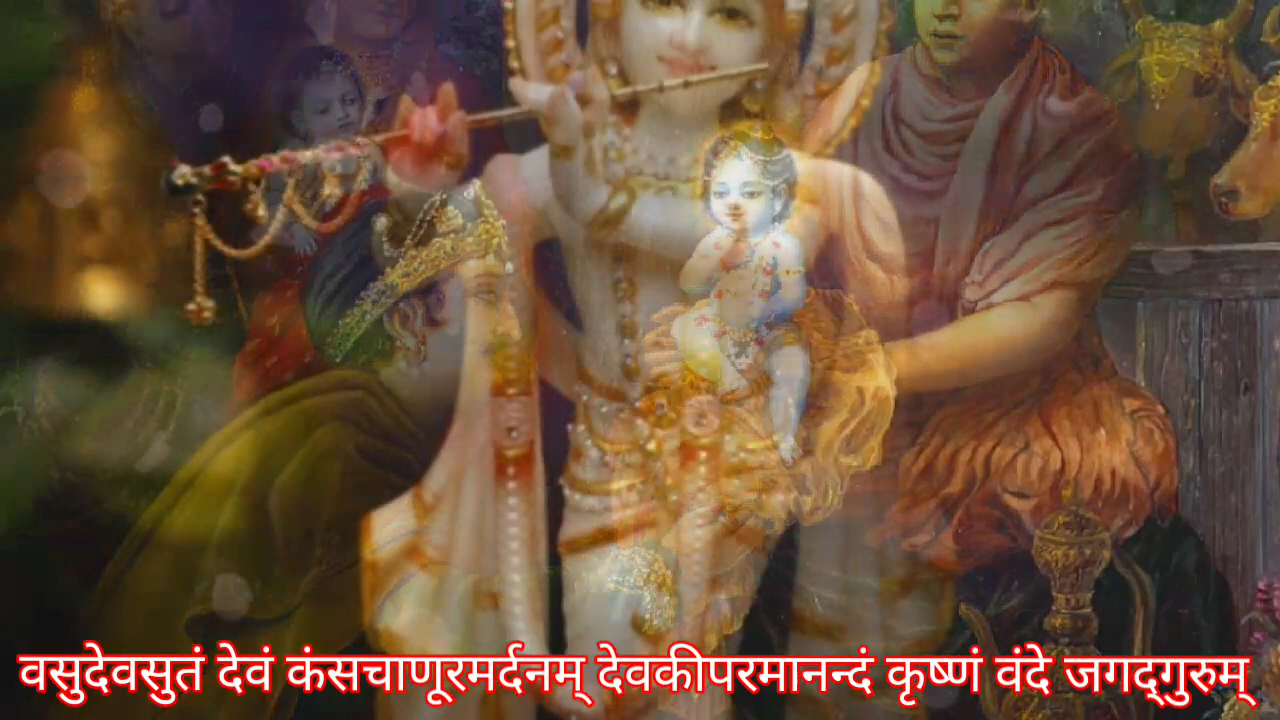 वसुदेवसुतं देवं कंसचाणूरमर्दनम् देवकीपरमानन्दं कृष्णं वंदे जगद्‌गुरुम्